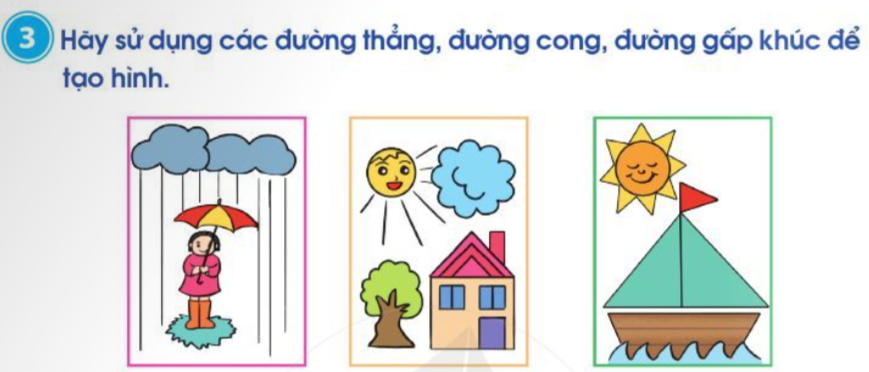 3 Hãy sử dụng các đường thẳng, đường cong, đường gấp khúc để
tạo hình.